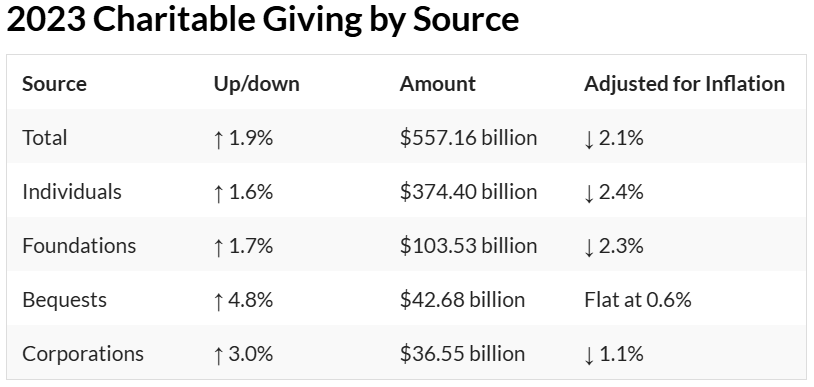 2023 Charitable Giving by Source
Source Up/down Amount Adjusted for Inflation
Total ↑ 1.9% $557.16 billion ↓ 2.1%
Individuals ↑ 1.6% $374.40 billion ↓ 2.4%
Foundations ↑ 1.7% $103.53 billion ↓ 2.3%
Bequests ↑ 4.8% $42.68 billion Flat at 0.6%
Corporations ↑ 3.0% $36.55 billion ↓ 1.1%